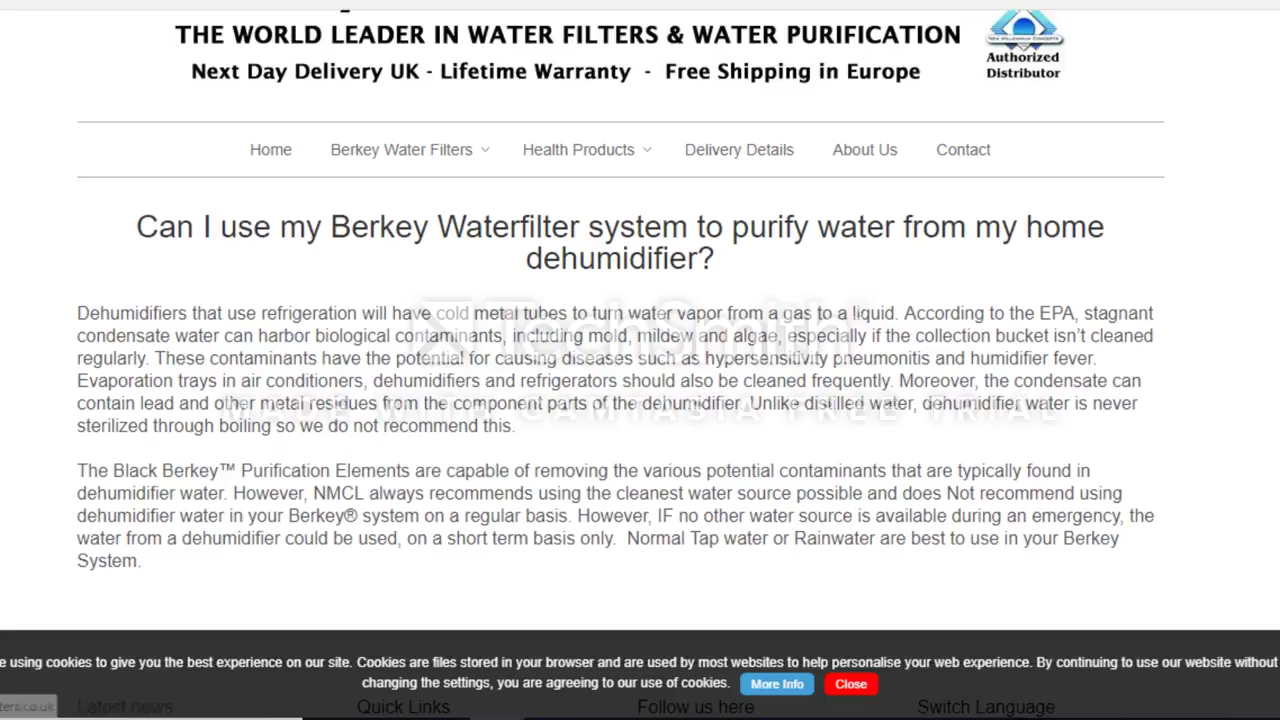 THE WORLD LEADER IN WATER FILTERS & WATER PURIFICATION
Next Day Delivery UK - Lifetime Warranty - Free Shipping in Europe
NEW MILLENNIUM CONCEPTS
Authorized
Distributor
Home Berkey Water Filters Health Products Delivery Details About Us Contact
Can I use my Berkey Waterfilter system to purify water from my home
dehumidifier?
Dehumidifiers that use refrigeration will have cold metal tubes to turn water vapor from a gas to a liquid. According to the EPA, stagnant
condensate water can harbor biological contaminants, including mold, mildew and algae, especially if the collection bucket isn't cleaned
regularly. These contaminants have the potential for causing diseases such as hypersensitivity pneumonitis and humidifier fever.
Evaporation trays in air conditioners, dehumidifiers and refrigerators should also be cleaned frequently. Moreover, the condensate can
contain lead and other metal residues from the component parts of the dehumidifier. Unlike distilled water, dehumidifier water is never
sterilized through boiling so we do not recommend this.
TechSmith
MADE WITH CAMTASIA FREE TRIAL
The Black Berkey™ Purification Elements are capable of removing the various potential contaminants that are typically found in
dehumidifier water. However, NMCL always recommends using the cleanest water source possible and does Not recommend using
dehumidifier water in your Berkey® system on a regular basis. However, IF no other water source is available during an emergency, the
water from a dehumidifier could be used, on a short term basis only. Normal Tap water or Rainwater are best to use in your Berkey
System.
e using cookies to give you the best experience on our site. Cookies are files stored in your browser and are used by most websites to help personalise your web experience. By continuing to use our website without
changing the settings, you are agreeing to our use of cookies. More Info Close
ters.co.uk
Latest news Quick Links Follow us here Switch Language